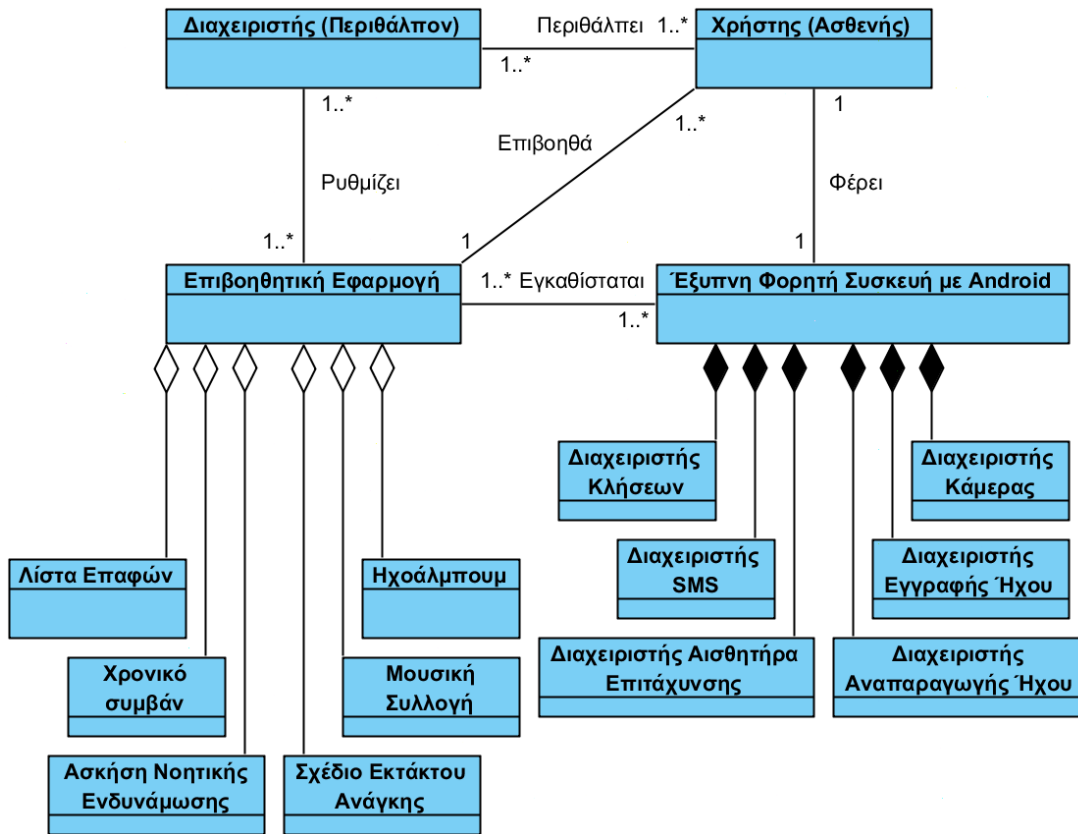 Διαχειριστής (Περιθάλπον)
Περιθάλπει
1..*
Χρήστης (Ασθενής)
1..*
1..*
1..*
1
Επιβοηθά
Ρυθμίζει
Φέρει
1..*
1
1
Επιβοηθητική Εφαρμογή
1..*
Εγκαθίσταται
1..*
Έξυπνη Φορητή Συσκευή με Android
Διαχειριστής
Κλήσεων
Διαχειριστής
Κάμερας
Λίστα Επαφών
Ηχοάλμπουμ
Διαχειριστής
SMS
Διαχειριστής
Εγγραφής Ήχου
Χρονικό
συμβάν
Μουσική
Συλλογή
Διαχειριστής Αισθητήρα
Επιτάχυνσης
Διαχειριστής
Αναπαραγωγής Ήχου
Ασκήση Νοητικής
Ενδυνάμωσης
Σχέδιο Εκτάκτου
Ανάγκης